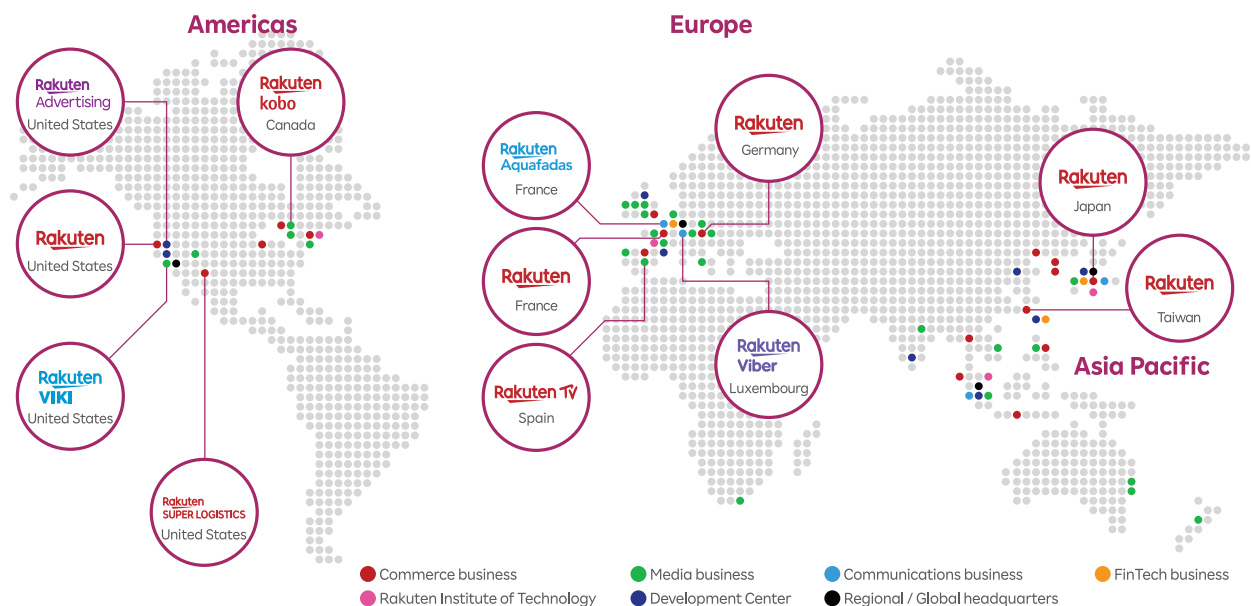 Americas
Europe
Rakuten
Advertising
United States
Rakuten
kobo
Canada
Rakuten
United States
Rakuten
VIKI
United States
Rakuten
SUPER LOGISTICS
United States
Rakuten
Aquafadas
France
Rakuten
Germany
Rakuten
France
Rakuten TV
Spain
Rakuten
Viber
Luxembourg
Rakuten
Japan
Rakuten
Taiwan
Asia Pacific
Commerce business
Media business
Communications business
FinTech business
Rakuten Institute of Technology
Development Center
Regional / Global headquarters